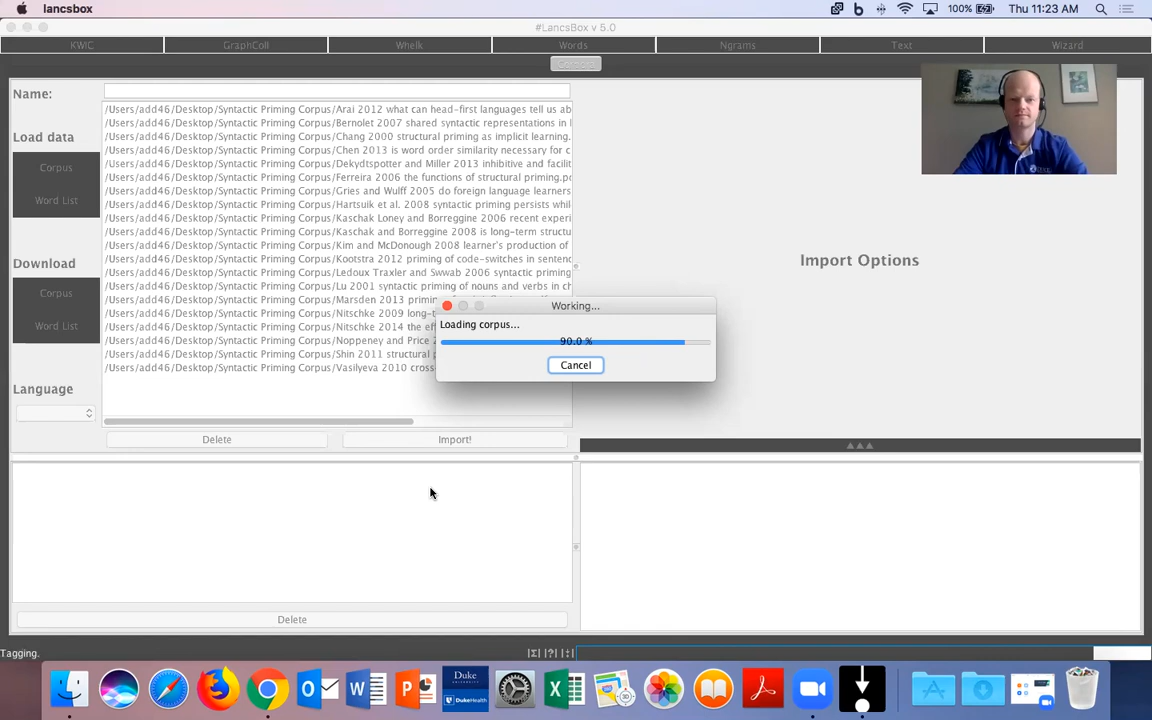 lancsbox
100%
Thu 11:23 AM
#LancsBox v 5.0
KWIC
GraphColl
Whelk
Words
Ngrams
Text
Wizard
Corpora
Name:
Load data
Corpus
Word List
Download
Corpus
Word List
Language
/Users/add46/Desktop/Syntactic Priming Corpus/Arai 2012 what can head-first languages tell us ab
/Users/add46/Desktop/Syntactic Priming Corpus/Bernolet 2007 shared syntactic representations in
/Users/add46/Desktop/Syntactic Priming Corpus/Chang 2000 structural priming as implicit learning.
/Users/add46/Desktop/Syntactic Priming Corpus/Chen 2013 is word order similarity necessary for c
/Users/add46/Desktop/Syntactic Priming Corpus/Dekydtspotter and Miller 2013 inhibitive and facilit
/Users/add46/Desktop/Syntactic Priming Corpus/Ferreira 2006 the functions of structural priming.po
/Users/add46/Desktop/Syntactic Priming Corpus/Gries and Wulff 2005 do foreign language learners
/Users/add46/Desktop/Syntactic Priming Corpus/Hartsuik et al. 2008 syntactic priming persists whil
/Users/add46/Desktop/Syntactic Priming Corpus/Kaschak Loney and Borreggine 2006 recent experi
/Users/add46/Desktop/Syntactic Priming Corpus/Kaschak and Borreggine 2008 is long-term structu
/Users/add46/Desktop/Syntactic Priming Corpus/Kim and McDonough 2008 learner's production of
/Users/add46/Desktop/Syntactic Priming Corpus/Kootstra 2012 priming of code-switches in sentenc
/Users/add46/Desktop/Syntactic Priming Corpus/Ledoux Traxler and Swwab 2006 syntactic priming
/Users/add46/Desktop/Syntactic Priming Corpus/Lu 2001 syntactic priming of nouns and verbs in ch
/Users/add46/Desktop/Syntactic Priming Corpus/Marsden 2013 primin
/Users/add46/Desktop/Syntactic Priming Corpus/Nitschke 2009 long-
/Users/add46/Desktop/Syntactic Priming Corpus/Nitschke 2014 the ef
/Users/add46/Desktop/Syntactic Priming Corpus/Noppeney and Price 2
/Users/add46/Desktop/Syntactic Priming Corpus/Shin 2011 structural p
/Users/add46/Desktop/Syntactic Priming Corpus/Vasilyeva 2010 cross
Delete
Import!
Import Options
Working...
Loading corpus...
90.0 %
Cancel
Delete
Tagging.
Duke
DukeHealth